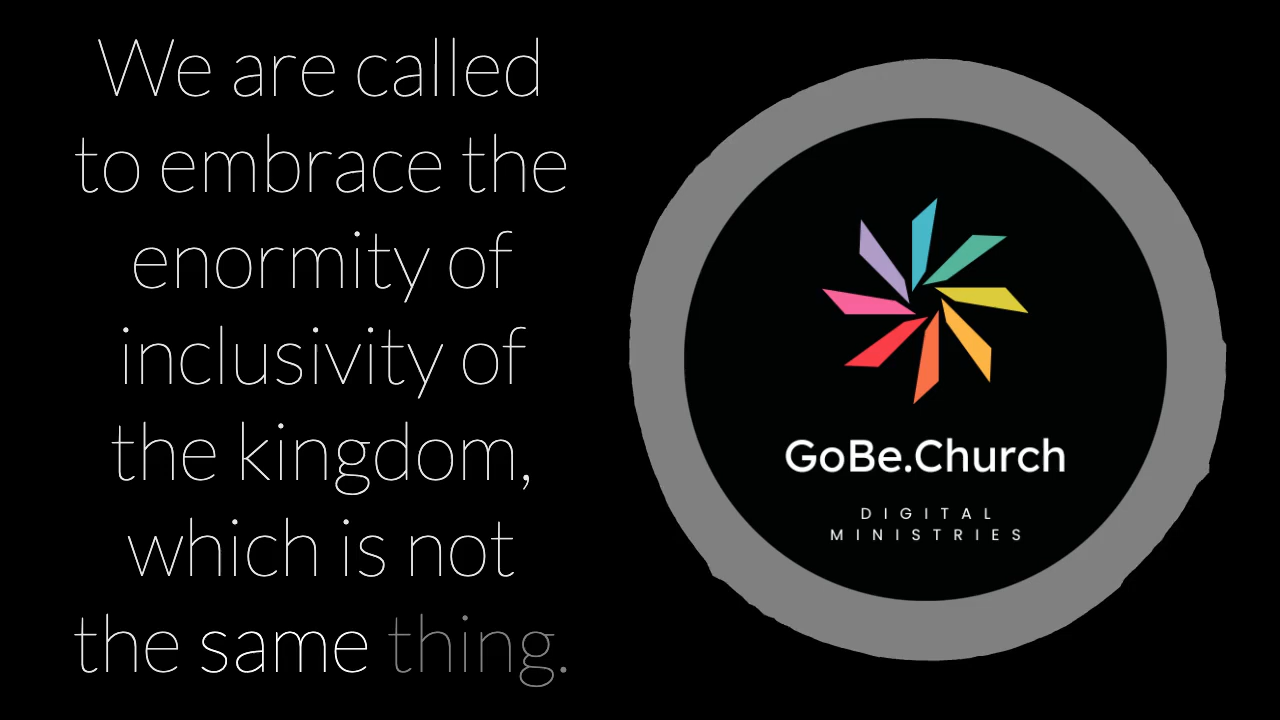 We are called
to embrace the
enormity of
inclusivity of
the kingdom,
which is not
the same thing.
GoBe.Church
DIGITAL
MINISTRIES